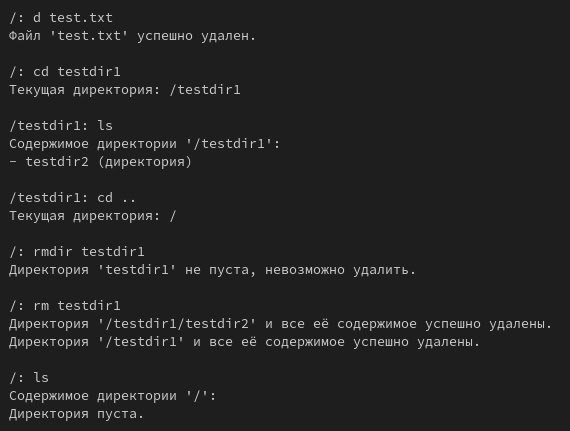 /: d test.txt
Файл 'test.txt' успешно удален.
/: cd testdir1
Текущая директория: /testdir1
/testdir1: ls
Содержимое директории '/testdir1':
- testdir2 (директория)
/testdir1: cd ..
Текущая директория: /
/: rmdir testdir1
Директория 'testdir1' не пуста, невозможно удалить.
/: rm testdir1
Директория '/testdir1/testdir2' и все её содержимое успешно удалены.
Директория '/testdir1' и все её содержимое успешно удалены.
/: ls
Содержимое директории '/':
Директория пуста.